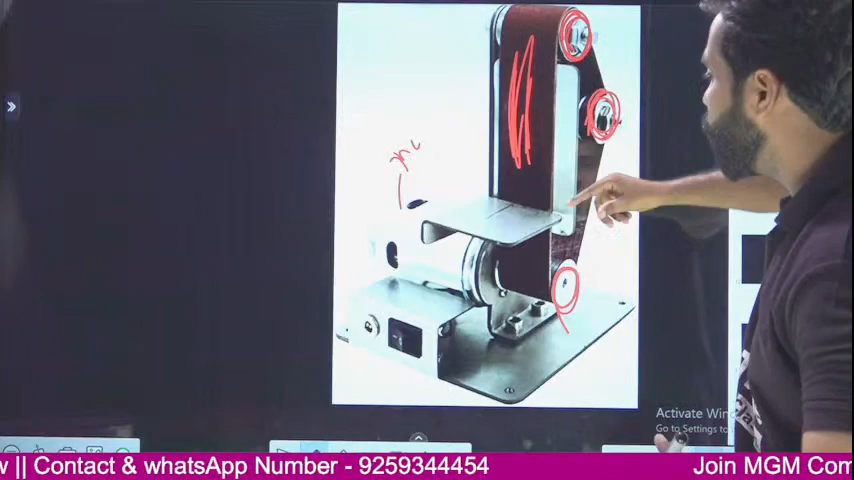 Activate Win
Go to Settings to
w || Contact & whatsApp Number - 9259344454
Join MGM Com